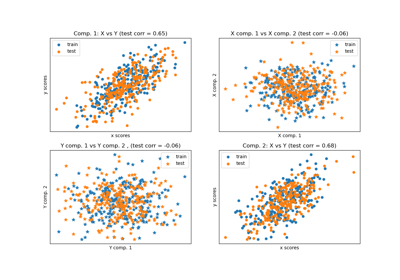 Comp. 1: X vs Y (test corr = 0.65)
train
test
y scores
x scores
X comp. 1 vs X comp. 2 (test corr = -0.06)
train
test
X comp. 2
X comp. 1
Y comp. 1 vs Y comp. 2 , (test corr = -0.06)
train
test
Y comp. 2
Y comp. 1
Comp. 2: X vs Y (test corr = 0.68)
train
test
y scores
x scores